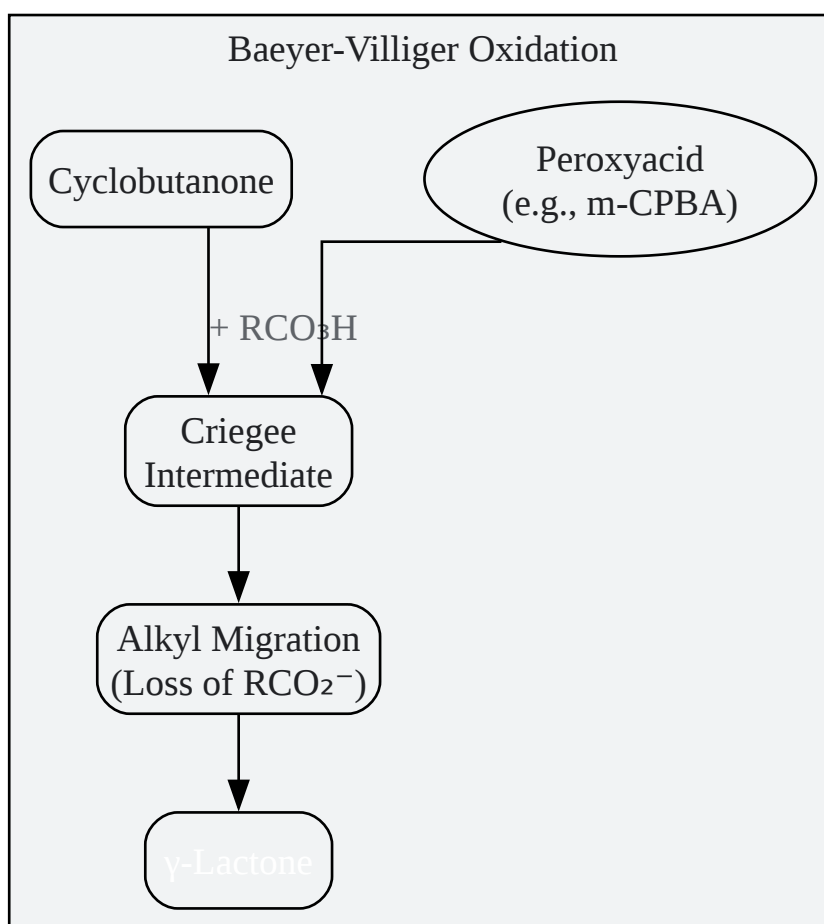 Baeyer-Villiger Oxidation
Cyclobutanone
Peroxyacid
(e.g., m-CPBA)
+ RCO₃H
Criegee
Intermediate
Alkyl Migration
(Loss of RCO₂⁻)
γ-Lactone